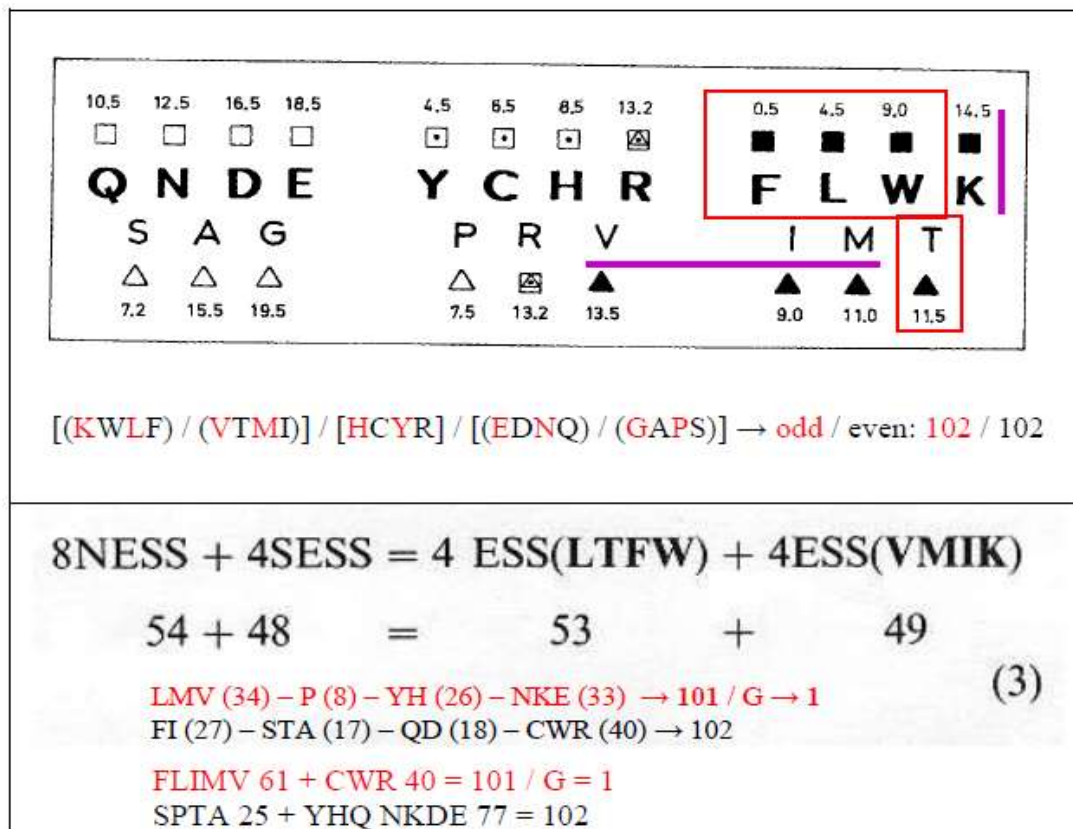 10.5 12.5 16.5 18.5 4.5 6.5 8.5 13.2 0.5 4.5 9.0 14.5
Q N D E Y C H R F L W K
S A G P R V I M T
7.2 15.5 19.5 7.5 13.2 13.5 9.0 11.0 11.5
[(KWLF) / (VTMI)] / [HCYR] / [(EDNQ) / (GAPS)] → odd / even: 102 / 102
8NESS + 4SESS = 4 ESS(LTFW) + 4ESS(VMIK)
54 + 48 = 53 + 49
(3)
LMV (34) – P (8) – YH (26) – NKE (33) → 101 / G → 1
FI (27) – STA (17) – QD (18) – CWR (40) → 102
FLIMV 61 + CWR 40 = 101 / G = 1
SPTA 25 + YHQ NKDE 77 = 102